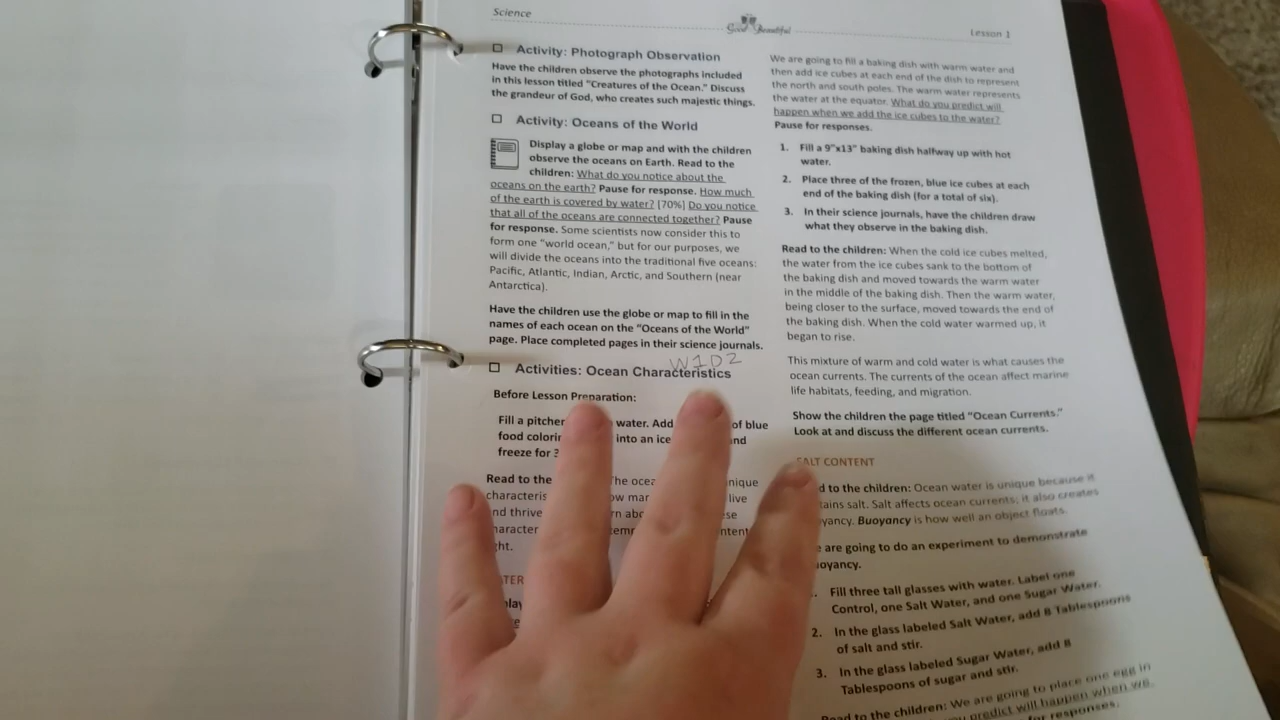 Science
Good & Beautiful
Lesson 1
Activity: Photograph Observation
Have the children observe the photographs included
in this lesson titled "Creatures of the Ocean." Discuss
the grandeur of God, who creates such majestic things.
Activity: Oceans of the World
Display a globe or map and with the children
observe the oceans on Earth. Read to the
children: What do you notice about the
oceans on the earth? Pause for response. How much
of the earth is covered by water? [70%] Do you notice
that all of the oceans are connected together? Pause
for response. Some scientists now consider this to
form one "world ocean," but for our purposes, we
will divide the oceans into the traditional five oceans:
Pacific, Atlantic, Indian, Arctic, and Southern (near
Antarctica).
Have the children use the globe or map to fill in the
names of each ocean on the "Oceans of the World"
page. Place completed pages in their science journals.
W1D2
Activities: Ocean Characteristics
Before Lesson Preparation:
Fill a pitcher water. Add of blue
food into an ice and
freeze for
Read to the
live
and thrive
We are going to fill a baking dish with warm water and
then add ice cubes at each end of the dish to represent
the north and south poles. The warm water represents
the water at the equator. What do you predict will
happen when we add the ice cubes to the water?
Pause for responses.
1. Fill a 9"x13" baking dish halfway up with hot
water.
2. Place three of the frozen, blue ice cubes at each
end of the baking dish (for a total of six).
3. In their science journals, have the children draw
what they observe in the baking dish.
Read to the children: When the cold ice cubes melted,
the water from the ice cubes sank to the bottom of
the baking dish and moved towards the warm water
in the middle of the baking dish. Then the warm water,
being closer to the surface, moved towards the end of
the baking dish. When the cold water warmed up, it
began to rise.
This mixture of warm and cold water is what causes the
ocean currents. The currents of the ocean affect marine
life habitats, feeding, and migration.
Show the children the page titled "Ocean Currents."
Look at and discuss the different ocean currents.
SALT CONTENT
to the children: Ocean water is unique because it
salt. Salt affects ocean currents; it also creates
Buoyancy is how well an object floats.
are going to do an experiment to demonstrate
Fill three tall glasses with water. Label one
Control, one Salt Water, and one Sugar Water.
2. In the glass labeled Salt Water, add 8 Tablespoons
of salt and stir.
3. In the glass labeled Sugar Water, add 8
Tablespoons of sugar and stir.
Read to the children: We are going to place one egg in
predict will happen when we
for responses.